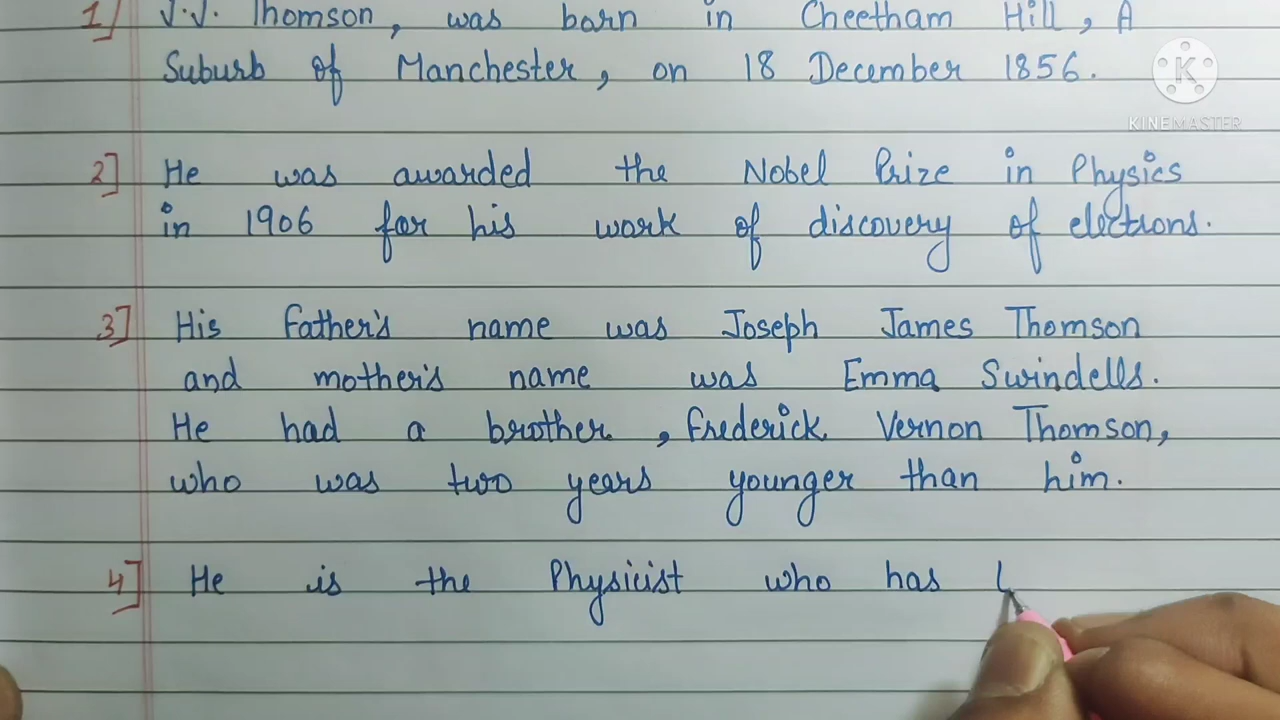 1] J.J. Thomson, was born in Cheetham Hill, A
Suburb of Manchester, on 18 December 1856.
KINEMASTER
2] He was awarded the Nobel Prize in Physics
in 1906 for his work of discovery of elections.
3] His Father's name was Joseph James Thomson
and mother's name was Emma Swindells.
He had a brother, Frederick Vernon Thomson,
who was two years younger than him.
4] He is the Physicist who has